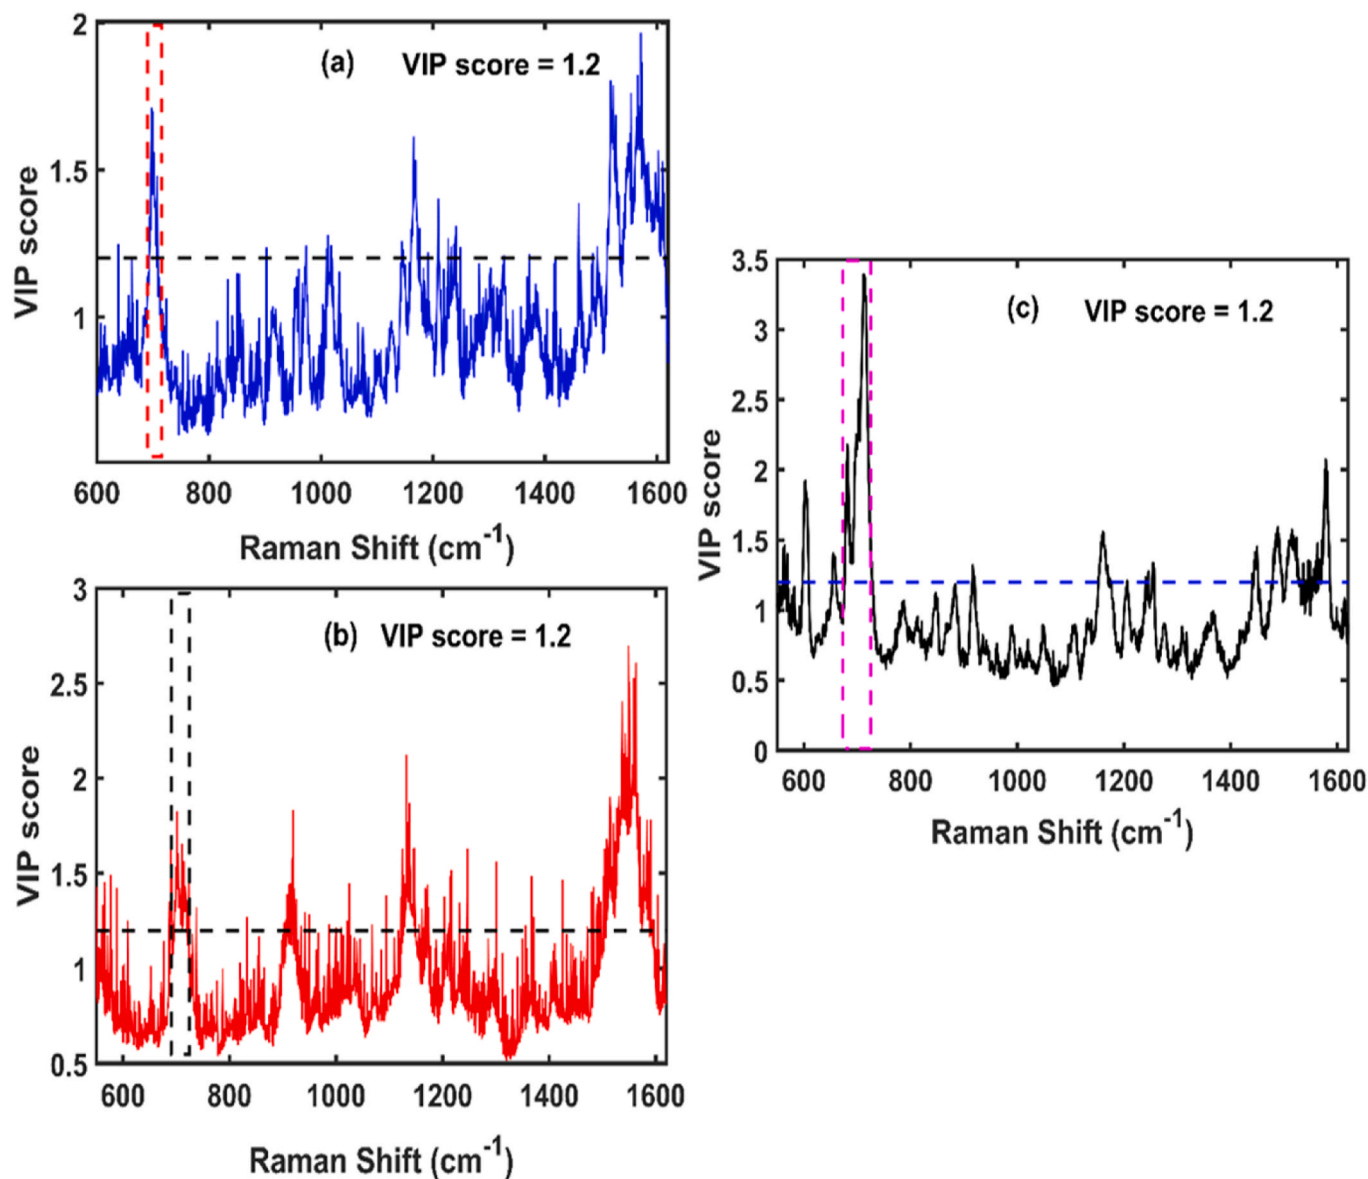 (a) VIP score = 1.2
VIP score
2
1.5
1
600 800 1000 1200 1400 1600
Raman Shift (cm-1)
(b) VIP score = 1.2
VIP score
3
2.5
2
1.5
1
0.5
600 800 1000 1200 1400 1600
Raman Shift (cm-1)
(c) VIP score = 1.2
VIP score
3.5
3
2.5
2
1.5
1
0.5
0
600 800 1000 1200 1400 1600
Raman Shift (cm-1)